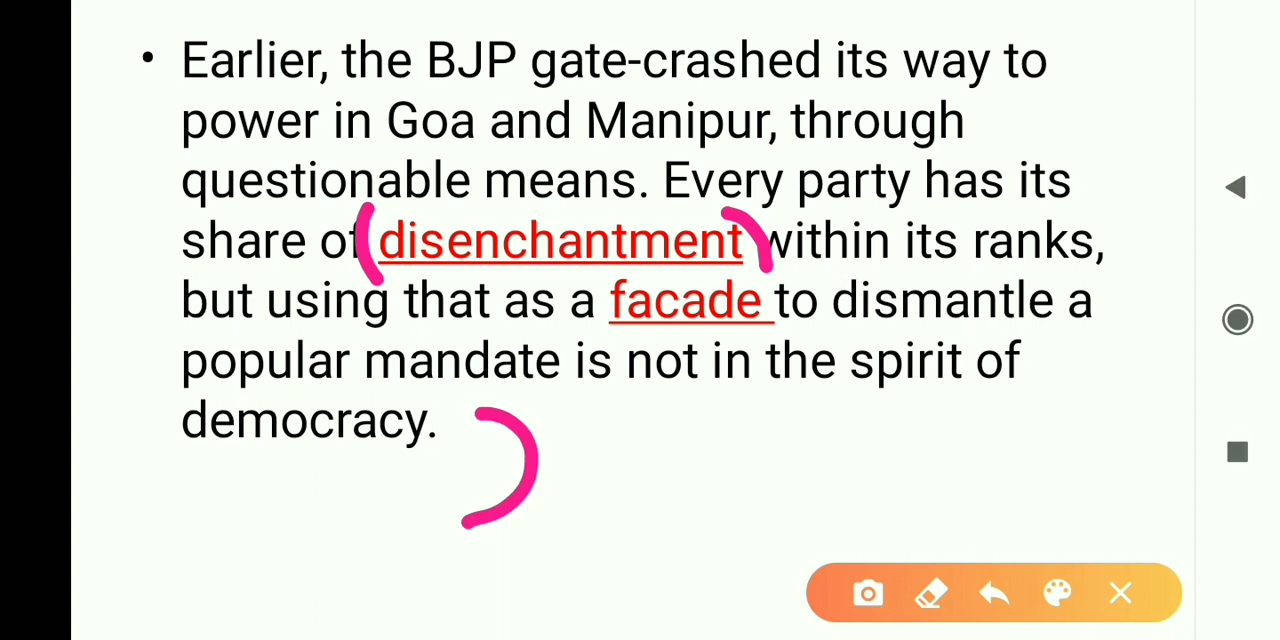 • Earlier, the BJP gate-crashed its way to
power in Goa and Manipur, through
questionable means. Every party has its
share of disenchantment within its ranks,
but using that as a facade to dismantle a
popular mandate is not in the spirit of
democracy.